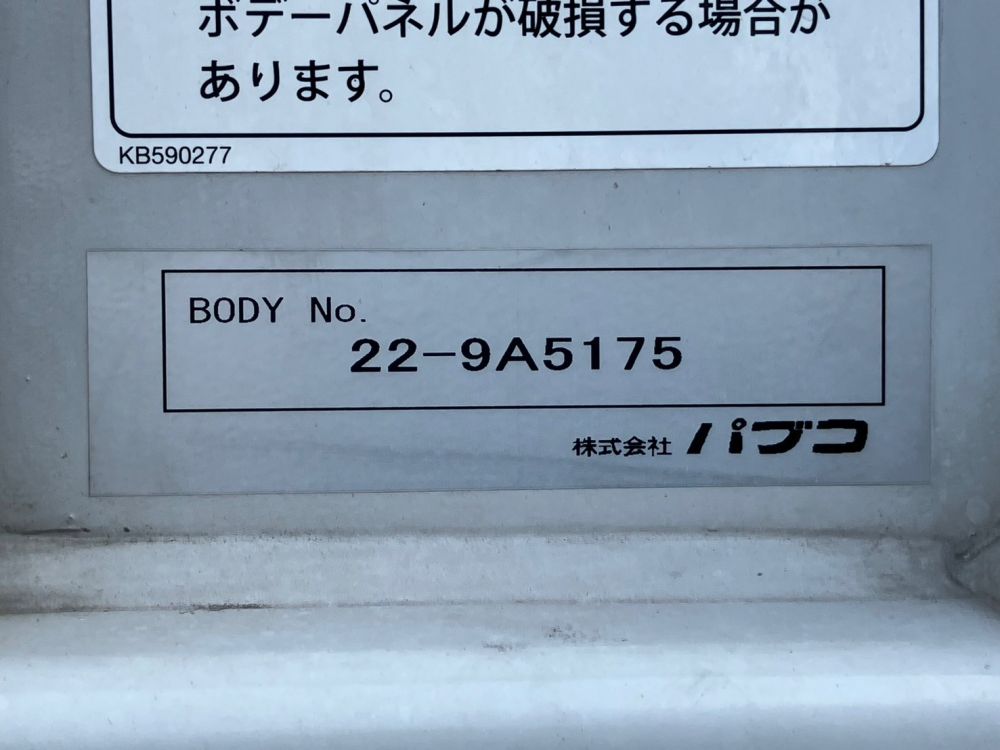 ボデーパネルが破損する場合が
あります。
KB590277
BODY No.
22-9A5175
株式会社 パブコ